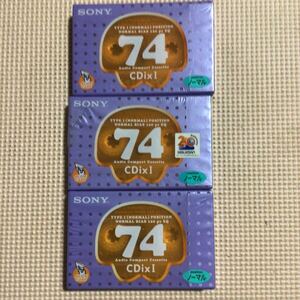 SONY
TYPE I (NORMAL) POSITION
NORMAL BIAS 120 μs EQ
74
Audio Compact Cassette
CDix I
ノーマル
SONY
TYPE I (NORMAL) POSITION
NORMAL BIAS 120 μs EQ
74
20
Audio Compact Cassette
CDix I
ノーマル
SONY
TYPE I (NORMAL) POSITION
NORMAL BIAS 120 μs EQ
74
Audio Compact Cassette
CDix I
ノーマル